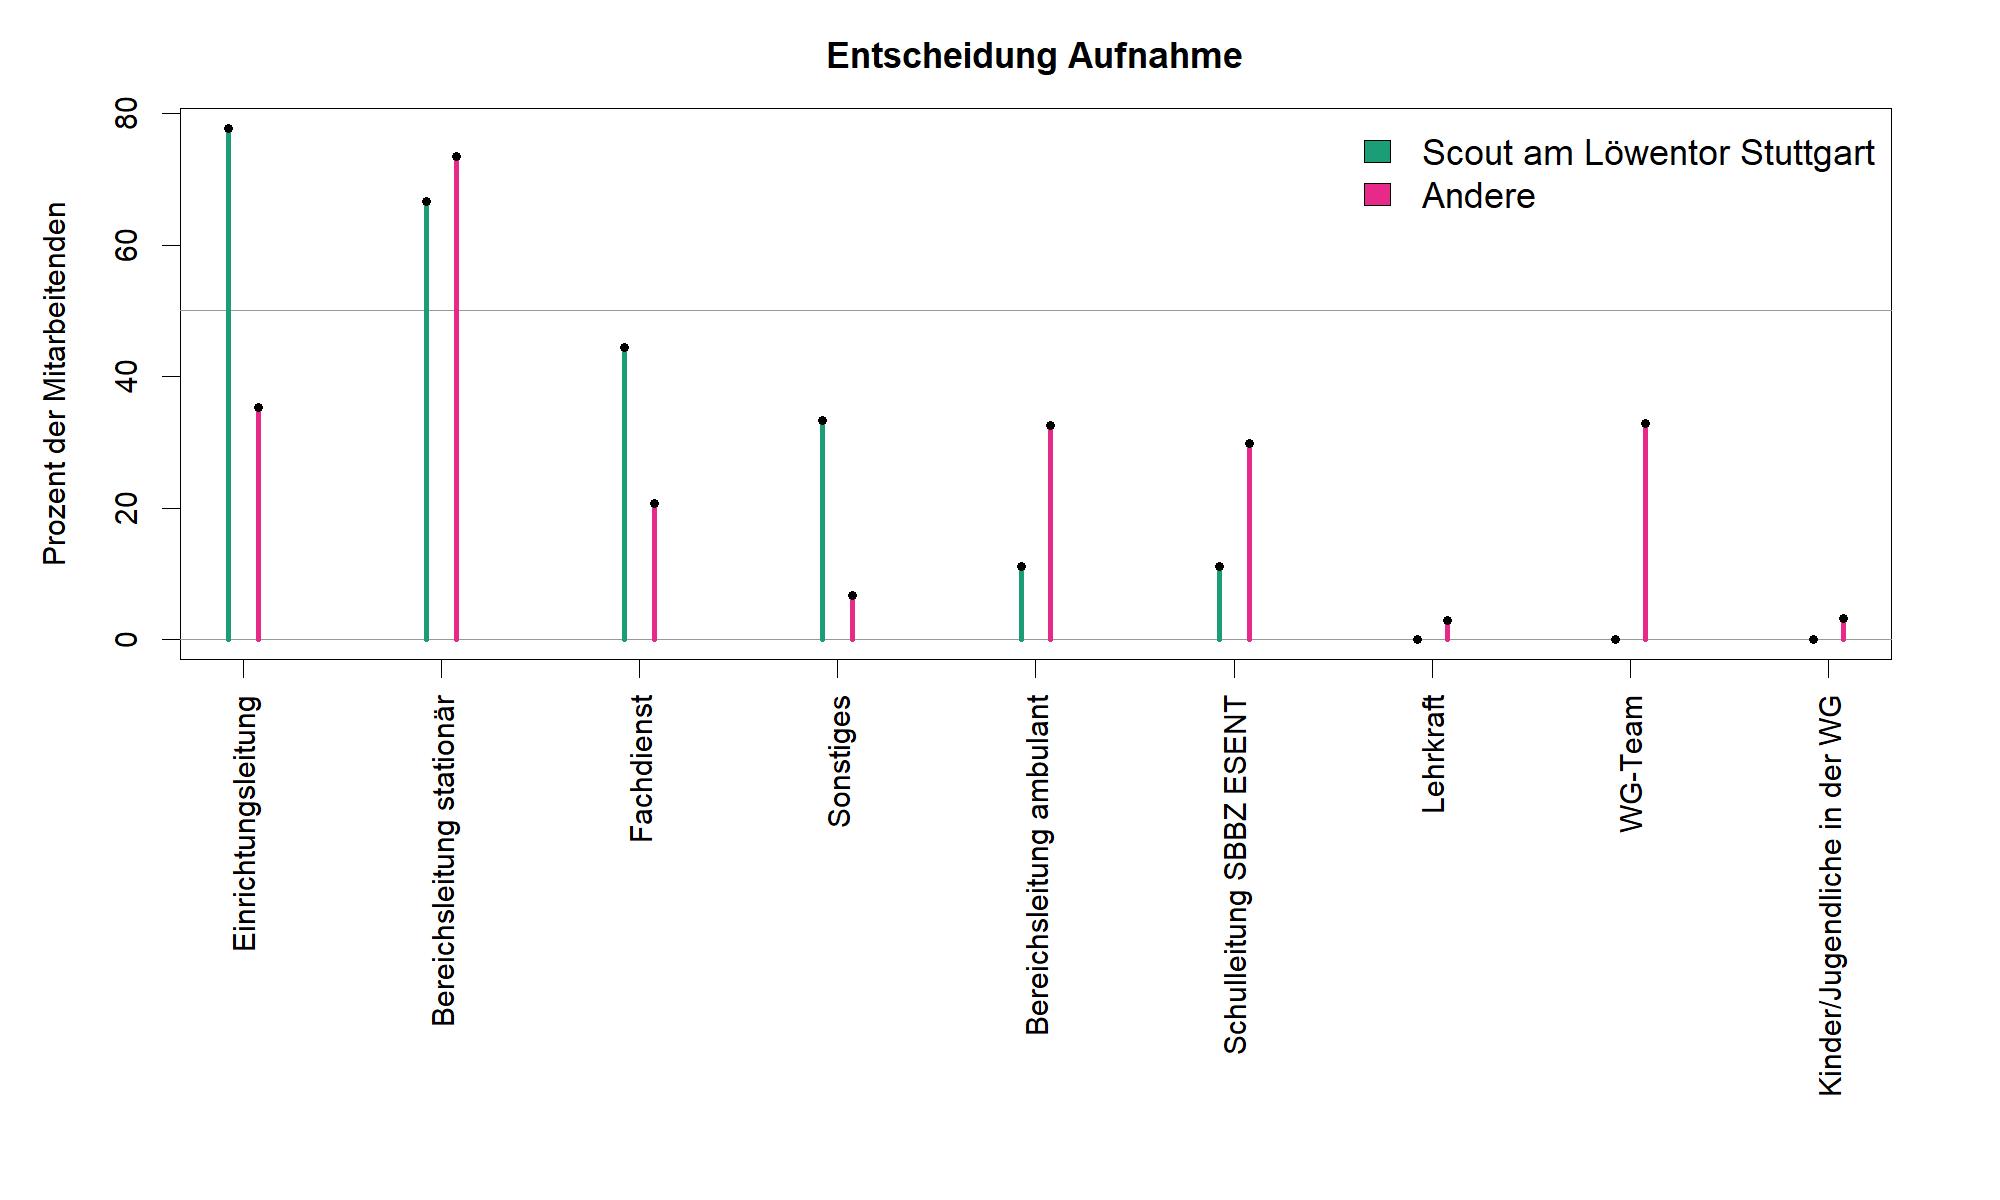 Entscheidung Aufnahme
Prozent der Mitarbeitenden
80
60
40
20
0
Scout am Löwentor Stuttgart
Andere
Einrichtungsleitung
Bereichsleitung stationär
Fachdienst
Sonstiges
Bereichsleitung ambulant
Schulleitung SBBZ ESENT
Lehrkraft
WG-Team
Kinder/Jugendliche in der WG